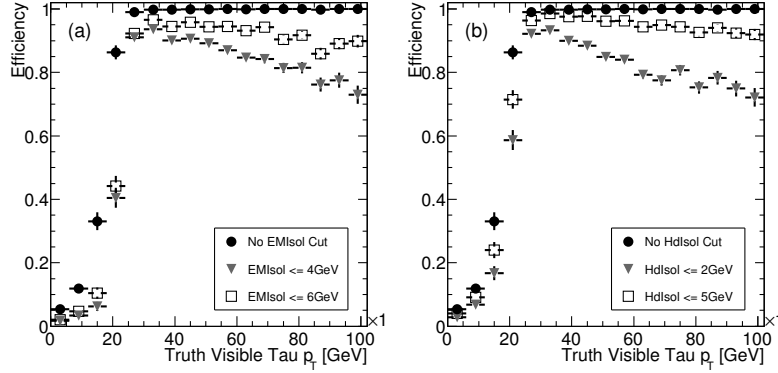 Efficiency
(a)
1
0.8
0.6
0.4
0.2
0
No EMIsol Cut
EMIsol <= 4GeV
EMIsol <= 6GeV
0 20 40 60 80 100
×1
Truth Visible Tau p_T [GeV]
Efficiency
(b)
1
0.8
0.6
0.4
0.2
0
No HdIsol Cut
HdIsol <= 2GeV
HdIsol <= 5GeV
0 20 40 60 80 100
×1
Truth Visible Tau p_T [GeV]